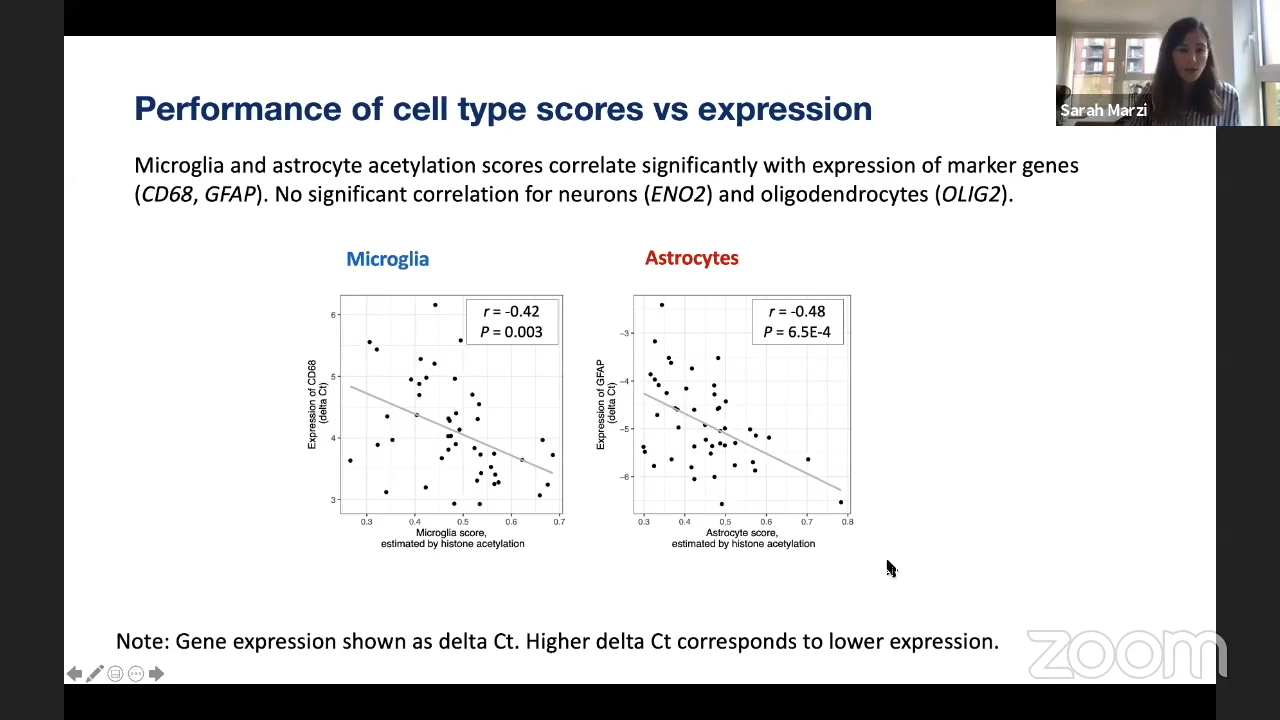 Sarah Marzi
Performance of cell type scores vs expression
Microglia and astrocyte acetylation scores correlate significantly with expression of marker genes
(CD68, GFAP). No significant correlation for neurons (ENO2) and oligodendrocytes (OLIG2).
Microglia
Astrocytes
r = -0.42
P = 0.003
Expression of CD68
(delta Ct)
6
5
4
3
0.3 0.4 0.5 0.6 0.7
Microglia score,
estimated by histone acetylation
r = -0.48
P = 6.5E-4
Expression of GFAP
(delta Ct)
−3
−4
−5
−6
0.3 0.4 0.5 0.6 0.7 0.8
Astrocyte score,
estimated by histone acetylation
Note: Gene expression shown as delta Ct. Higher delta Ct corresponds to lower expression.
zoom